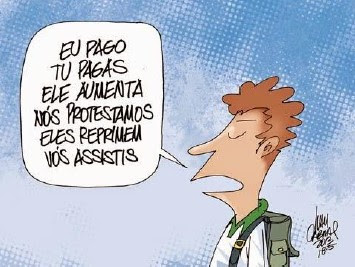 EU PAGO
TU PAGAS
ELE AUMENTA
NÓS PROTESTAMOS
ELES REPRIMEM
VÓS ASSISTIS